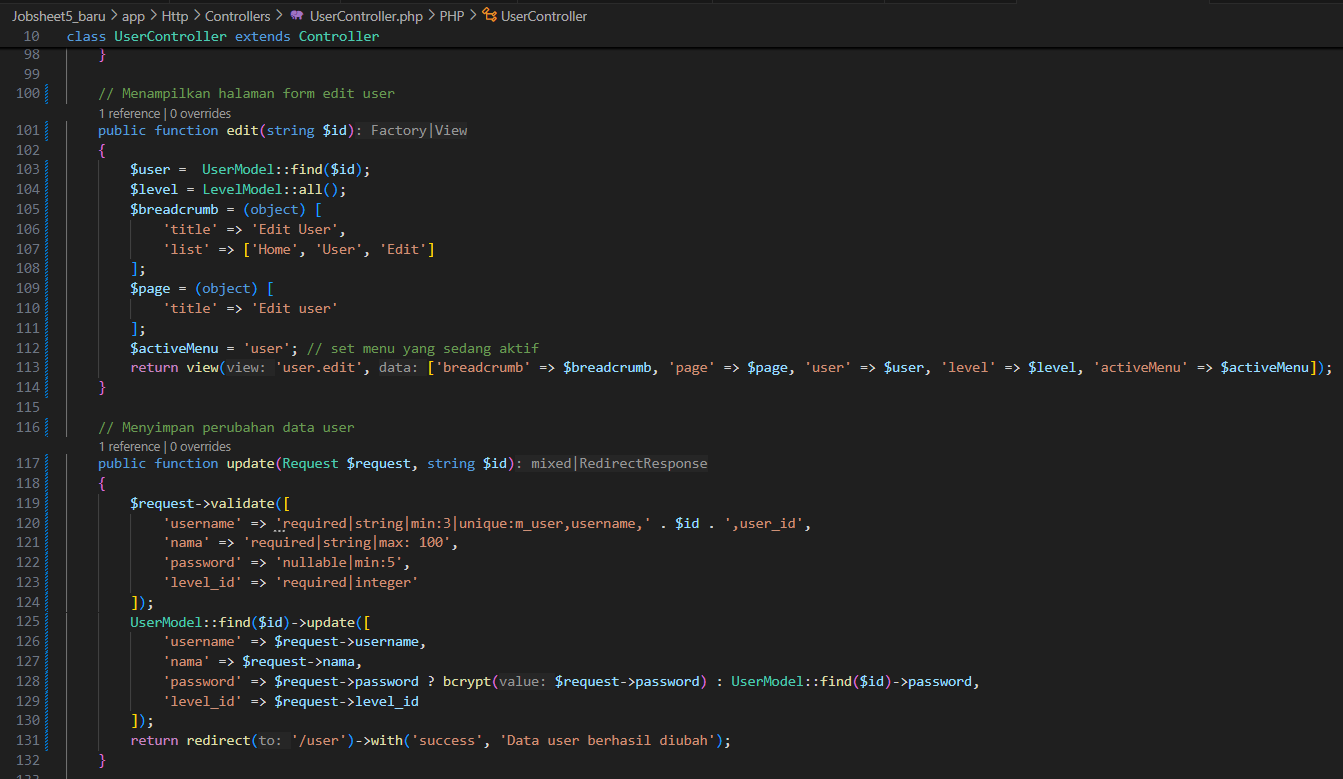 Jobsheet5_baru > app > Http > Controllers > UserController.php > PHP > UserController
10 class UserController extends Controller
98 }
99
100 // Menampilkan halaman form edit user
1 reference | 0 overrides
101 public function edit(string $id): Factory|View
102 {
103 $user =  UserModel::find($id);
104 $level = LevelModel::all();
105 $breadcrumb = (object) [
106 'title' => 'Edit User',
107 'list' => ['Home', 'User', 'Edit']
108 ];
109 $page = (object) [
110 'title' => 'Edit user'
111 ];
112 $activeMenu = 'user'; // set menu yang sedang aktif
113 return view(view: 'user.edit', data: ['breadcrumb' => $breadcrumb, 'page' => $page, 'user' => $user, 'level' => $level, 'activeMenu' => $activeMenu]);
114 }
115
116 // Menyimpan perubahan data user
1 reference | 0 overrides
117 public function update(Request $request, string $id): mixed|RedirectResponse
118 {
119 $request->validate([
120 'username' => 'required|string|min:3|unique:m_user,username,' . $id . ',user_id',
121 'nama' => 'required|string|max: 100',
122 'password' => 'nullable|min:5',
123 'level_id' => 'required|integer'
124 ]);
125 UserModel::find($id)->update([
126 'username' => $request->username,
127 'nama' => $request->nama,
128 'password' => $request->password ? bcrypt(value: $request->password) : UserModel::find($id)->password,
129 'level_id' => $request->level_id
130 ]);
131 return redirect(to: '/user')->with('success', 'Data user berhasil diubah');
132 }